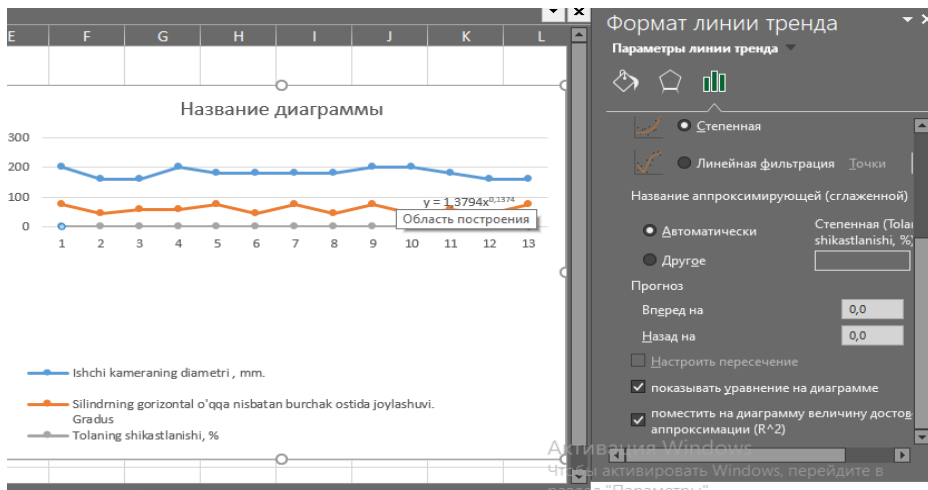 E F G H I J K L
Название диаграммы
300
200
100
0
y = 1,3794x^0,1374
Область построения
1 2 3 4 5 6 7 8 9 10 11 12 13
Ishchi kameraning diametri , mm.
Silindrning gorizontal o'qqa nisbatan burchak ostida joylashuvi.
Gradus
Tolaning shikastlanishi, %
Формат линии тренда
Параметры линии тренда
Степенная
Линейная фильтрация Точки
Название аппроксимирующей (сглаженной)
Автоматически
Степенная (Tolaı
shikastlanishi, %)
Другое
Прогноз
Вперед на 0,0
Назад на 0,0
Настроить пересечение
показывать уравнение на диаграмме
поместить на диаграмму величину достов
аппроксимации (R^2)
Активация Windows
Чтобы активировать Windows, перейдите в
раздел "Параметры".